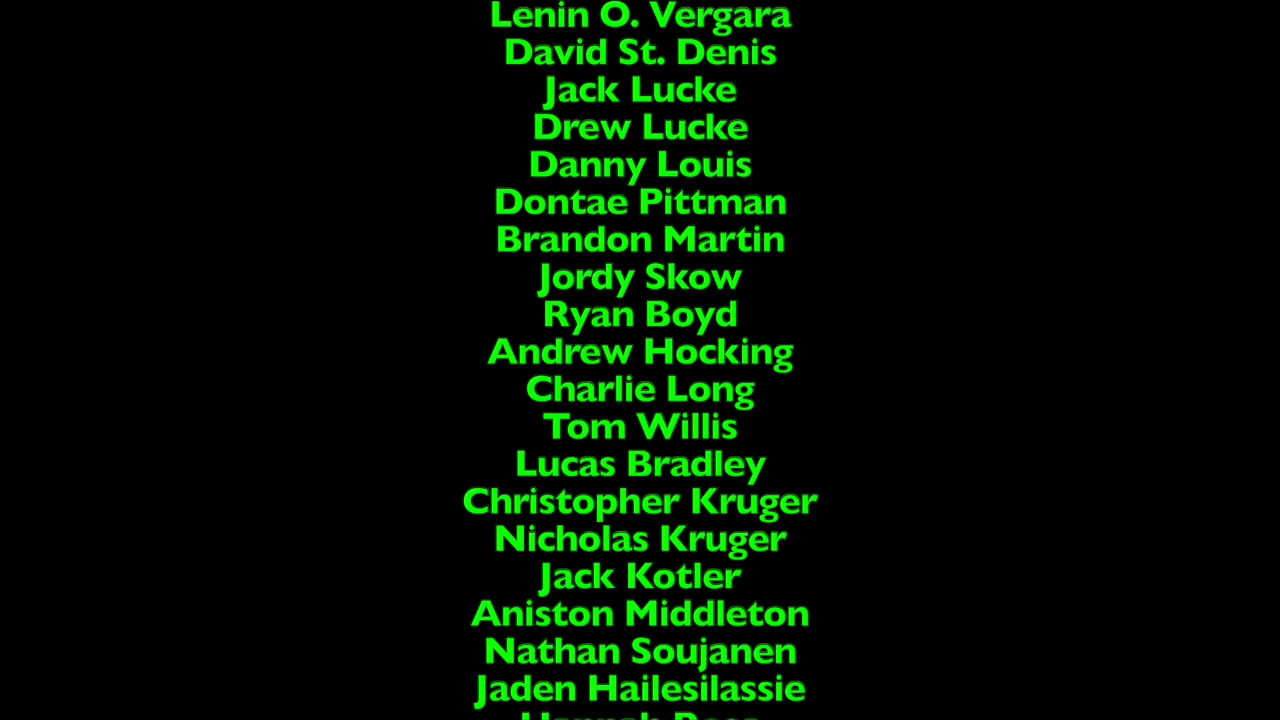 Lenin O. Vergara
David St. Denis
Jack Lucke
Drew Lucke
Danny Louis
Dontae Pittman
Brandon Martin
Jordy Skow
Ryan Boyd
Andrew Hocking
Charlie Long
Tom Willis
Lucas Bradley
Christopher Kruger
Nicholas Kruger
Jack Kotler
Aniston Middleton
Nathan Soujanen
Jaden Hailesilassie